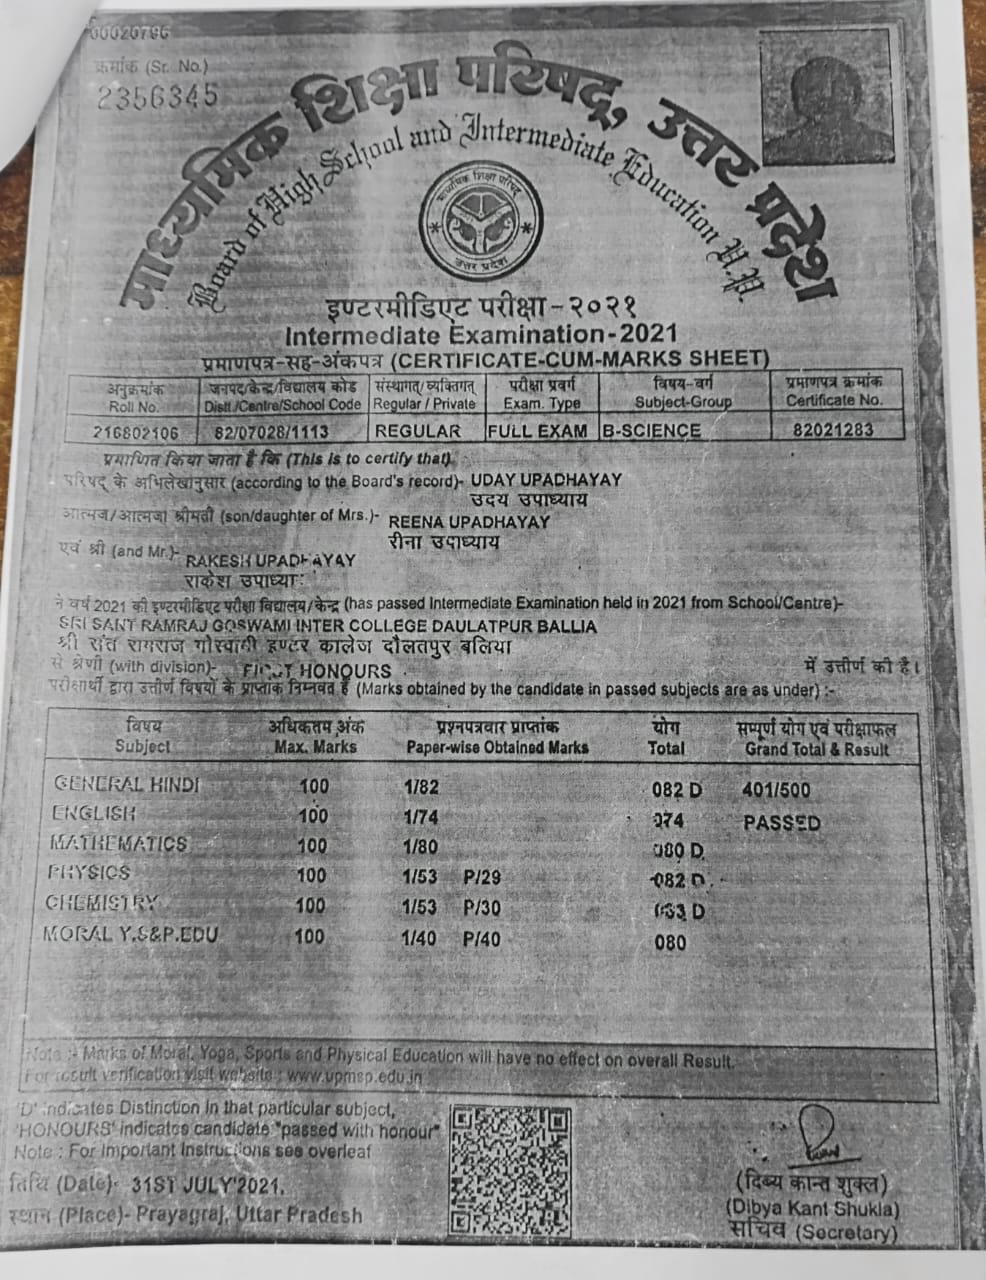 00020796
क्रमांक (Sr. No.)
2356345
माध्यमिक शिक्षा परिषद्, उत्तर प्रदेश
Board of High School and Intermediate Education U.P.
माध्यमिक शिक्षा परिषद्
उत्तर प्रदेश
इण्टरमीडिएट परीक्षा-२०२१
Intermediate Examination-2021
प्रमाणपत्र-सह-अंकपत्र (CERTIFICATE-CUM-MARKS SHEET)
अनुक्रमांक जनपद/केन्द्र/विद्यालय कोड संस्थागत/व्यक्तिगत परीक्षा प्रवर्ग विषय-वर्ग प्रमाणपत्र क्रमांक
Roll No. Distt./Centre/School Code Regular / Private Exam. Type Subject-Group Certificate No.
216802106 82/07028/1113 REGULAR FULL EXAM B-SCIENCE 82021283
प्रमाणित किया जाता है कि (This is to certify that)
परिषद् के अभिलेखानुसार (according to the Board's record)- UDAY UPADHAYAY
उदय उपाध्याय
आत्मज/आत्मजा श्रीमती (son/daughter of Mrs.)- REENA UPADHAYAY
रीना उपाध्याय
एवं श्री (and Mr.)- RAKESH UPADHAYAY
राकेश उपाध्याय
ने वर्ष 2021 की इण्टरमीडिएट परीक्षा विद्यालय/केन्द्र (has passed Intermediate Examination held in 2021 from School/Centre)-
SRI SANT RAMRAJ GOSWAMI INTER COLLEGE DAULATPUR BALLIA
श्री संत रामराज गोस्वामी इण्टर कालेज दौलतपुर बलिया
से श्रेणी (with division)- FIRST HONOURS में उत्तीर्ण की है।
परीक्षार्थी द्वारा उत्तीर्ण विषयों के प्राप्तांक निम्नवत् हैं (Marks obtained by the candidate in passed subjects are as under) :-
विषय अधिकतम अंक प्रश्नपत्रवार प्राप्तांक योग सम्पूर्ण योग एवं परीक्षाफल
Subject Max. Marks Paper-wise Obtained Marks Total Grand Total & Result
GENERAL HINDI 100 1/82 082 D 401/500
ENGLISH 100 1/74 074 PASSED
MATHEMATICS 100 1/80 080 D
PHYSICS 100 1/53 P/29 082 D
CHEMISTRY 100 1/53 P/30 083 D
MORAL Y,S&P.EDU 100 1/40 P/40 080
Note :- Marks of Moral, Yoga, Sports and Physical Education will have no effect on overall Result.
For result verification visit website : www.upmsp.edu.in
'D' indicates Distinction in that particular subject,
'HONOURS' indicates candidate "passed with honour"
Note : For Important Instructions see overleaf
तिथि (Date)- 31ST JULY'2021.
स्थान (Place)- Prayagraj, Uttar Pradesh
(दिब्य कान्त शुक्ल)
(Dibya Kant Shukla)
सचिव (Secretary)